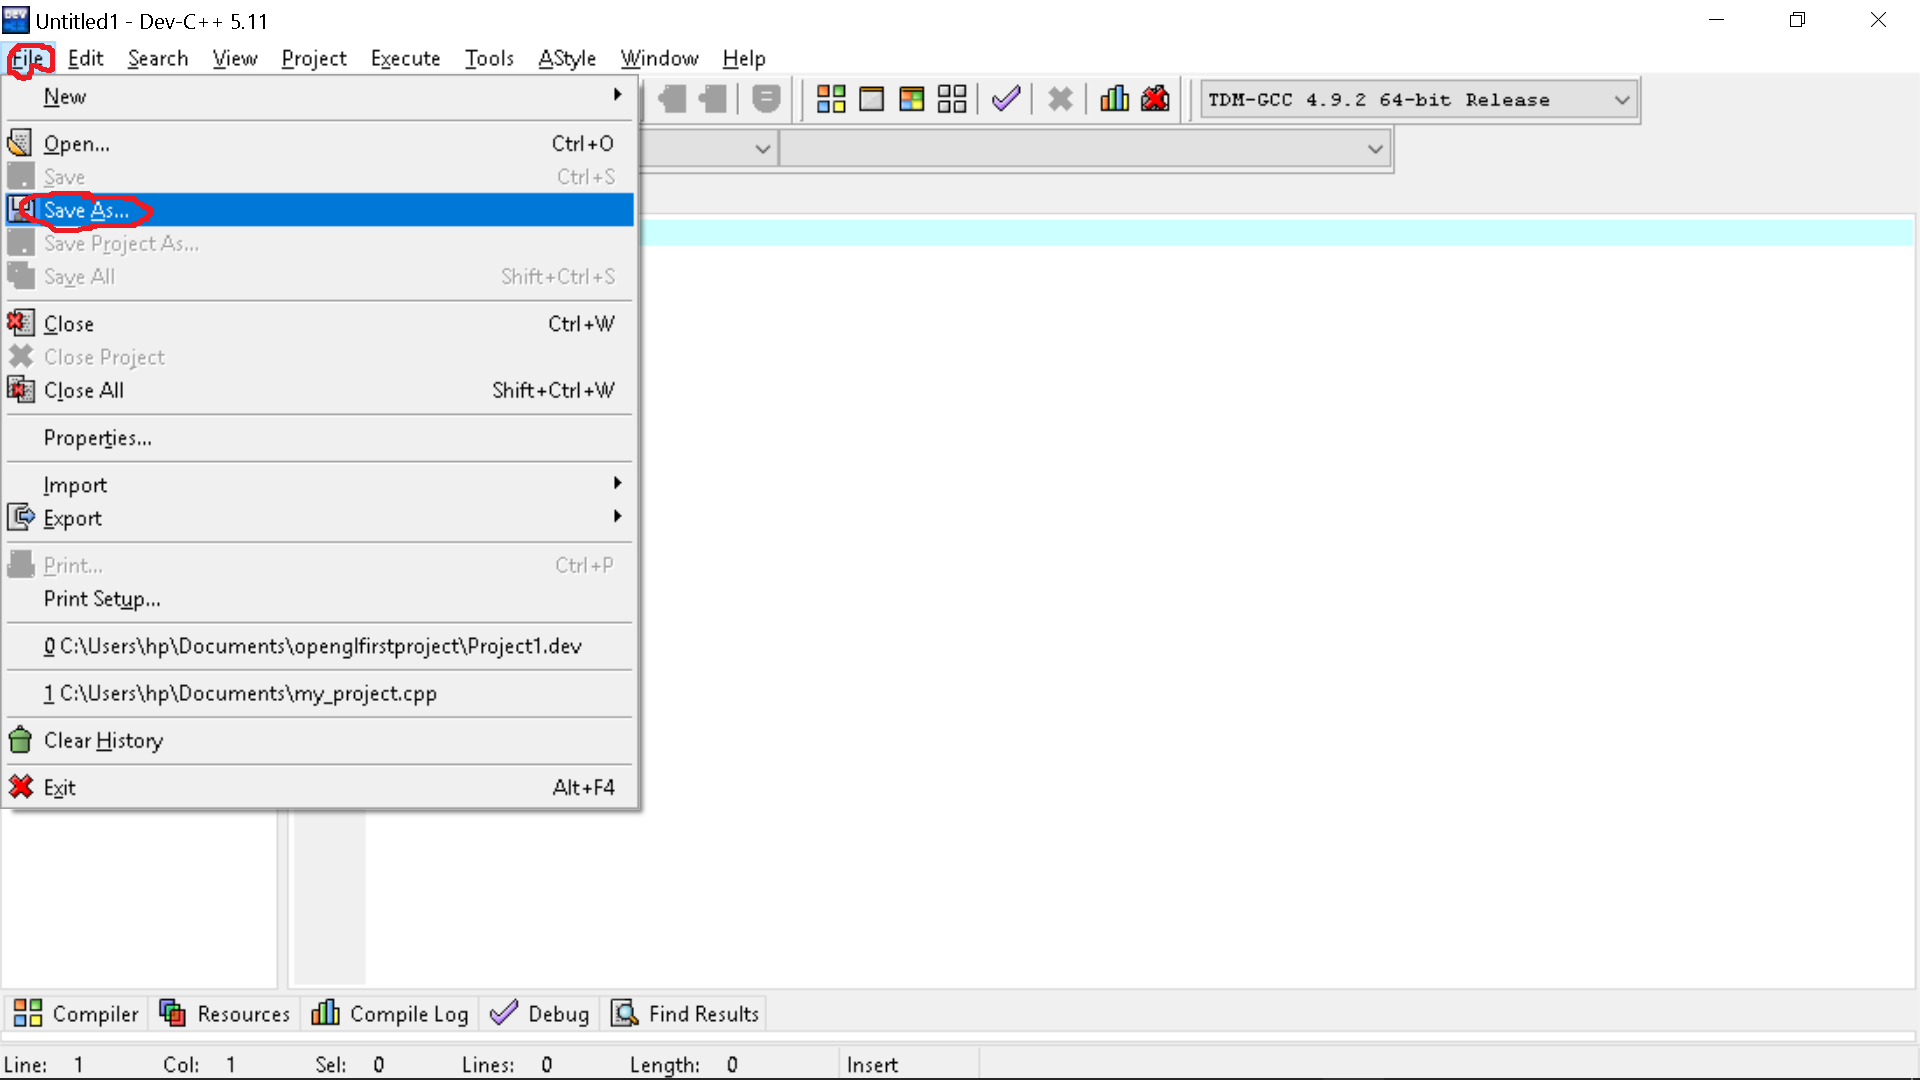 Untitled1 - Dev-C++ 5.11
File Edit Search View Project Execute Tools AStyle Window Help
New
TDM-GCC 4.9.2 64-bit Release
Open... Ctrl+O
Save Ctrl+S
Save As...
Save Project As...
Save All Shift+Ctrl+S
Close Ctrl+W
Close Project
Close All Shift+Ctrl+W
Properties...
Import
Export
Print... Ctrl+P
Print Setup...
0 C:\Users\hp\Documents\openglfirstproject\Project1.dev
1 C:\Users\hp\Documents\my_project.cpp
Clear History
Exit Alt+F4
Compiler Resources Compile Log Debug Find Results
Line: 1 Col: 1 Sel: 0 Lines: 0 Length: 0 Insert